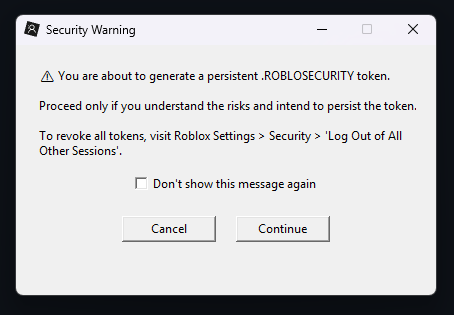 Security Warning
⚠ You are about to generate a persistent .ROBLOSECURITY token.
Proceed only if you understand the risks and intend to persist the token.
To revoke all tokens, visit Roblox Settings > Security > 'Log Out of All
Other Sessions'.
Don't show this message again
Cancel Continue